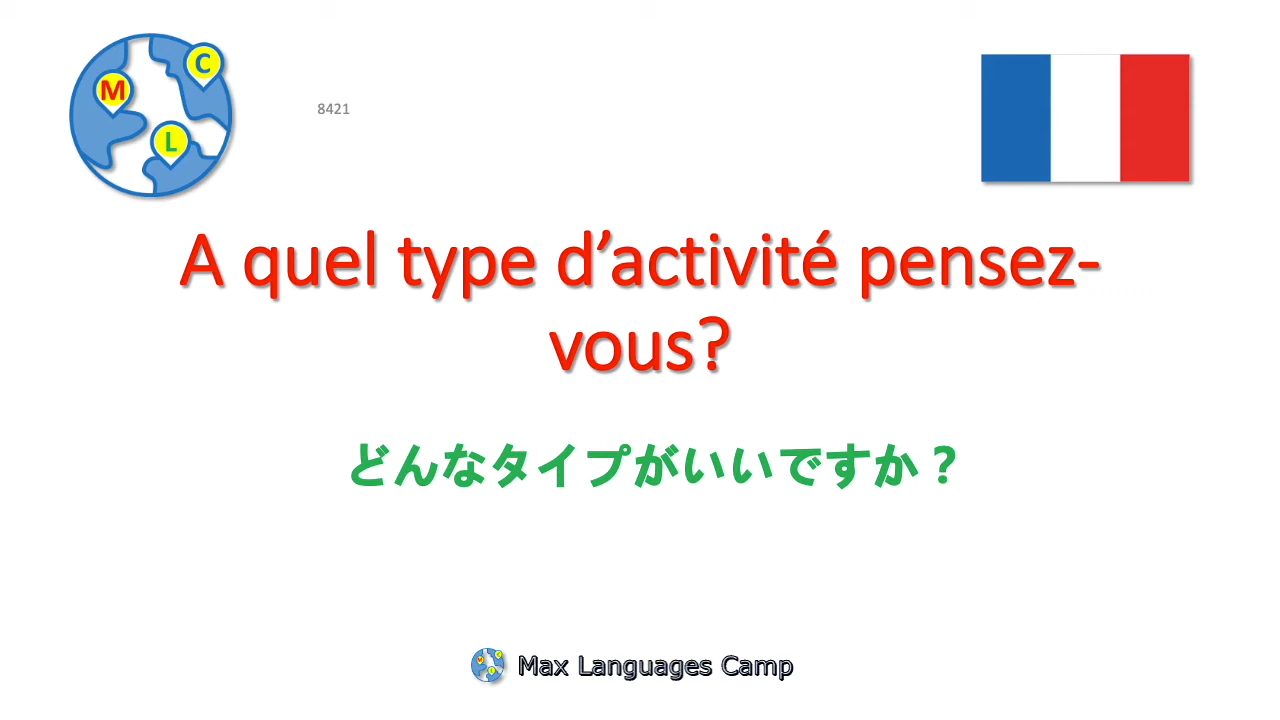 C
M
L
8421
A quel type d’activité pensez-
vous?
どんなタイプがいいですか？
Max Languages Camp